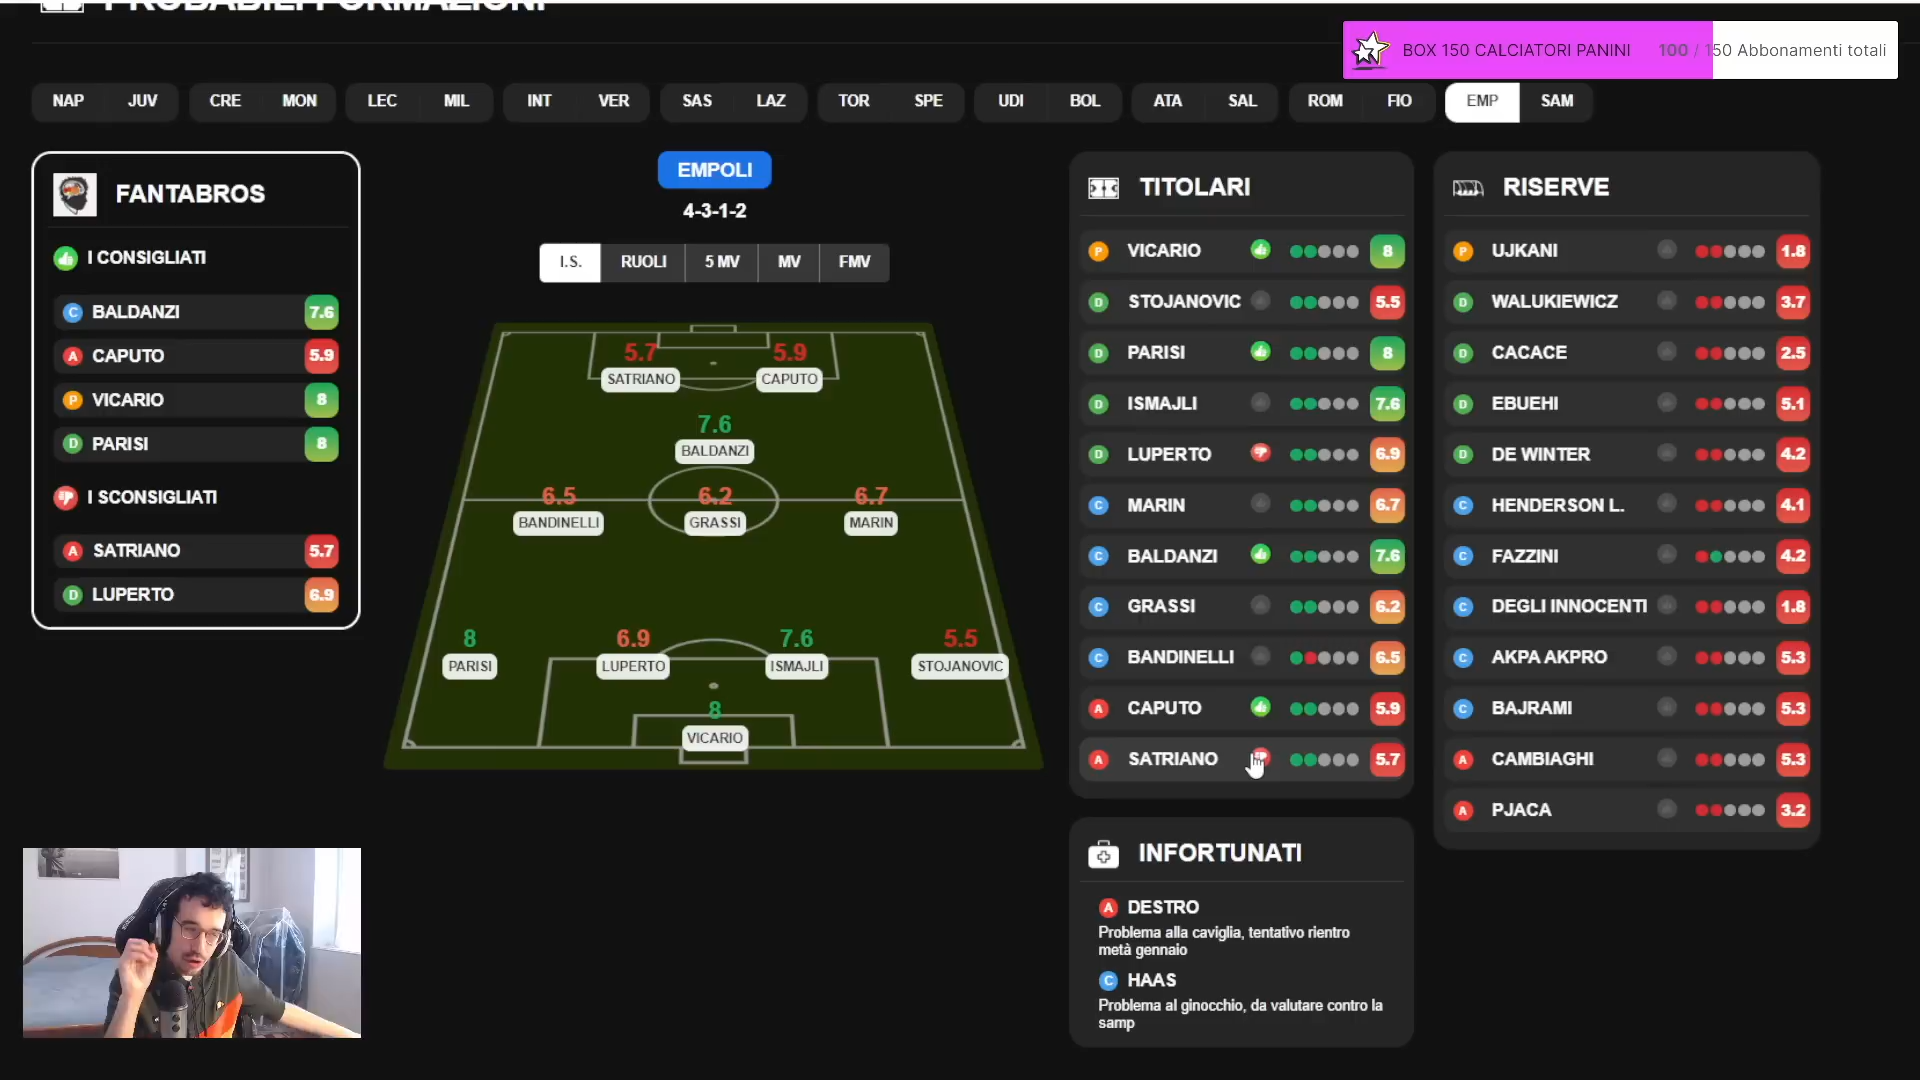 PROBABILI FORMAZIONI
BOX 150 CALCIATORI PANINI 100 / 150 Abbonamenti totali
NAP JUV CRE MON LEC MIL INT VER SAS LAZ TOR SPE UDI BOL ATA SAL ROM FIO EMP SAM
FANTABROS
I CONSIGLIATI
C BALDANZI 7.6
A CAPUTO 5.9
P VICARIO 8
D PARISI 8
I SCONSIGLIATI
A SATRIANO 5.7
D LUPERTO 6.9
EMPOLI
4-3-1-2
I.S. RUOLI 5 MV MV FMV
5.7 5.9
SATRIANO CAPUTO
7.6
BALDANZI
6.5 6.2 6.7
BANDINELLI GRASSI MARIN
8 6.9 7.6 5.5
PARISI LUPERTO ISMAJLI STOJANOVIC
8
VICARIO
TITOLARI
P VICARIO 8
D STOJANOVIC 5.5
D PARISI 8
D ISMAJLI 7.6
D LUPERTO 6.9
C MARIN 6.7
C BALDANZI 7.6
C GRASSI 6.2
C BANDINELLI 6.5
A CAPUTO 5.9
A SATRIANO 5.7
INFORTUNATI
A DESTRO
Problema alla caviglia, tentativo rientro
metà gennaio
C HAAS
Problema al ginocchio, da valutare contro la
samp
RISERVE
P UJKANI 1.8
D WALUKIEWICZ 3.7
D CACACE 2.5
D EBUEHI 5.1
D DE WINTER 4.2
C HENDERSON L. 4.1
C FAZZINI 4.2
C DEGLI INNOCENTI 1.8
C AKPA AKPRO 5.3
C BAJRAMI 5.3
A CAMBIAGHI 5.3
A PJACA 3.2